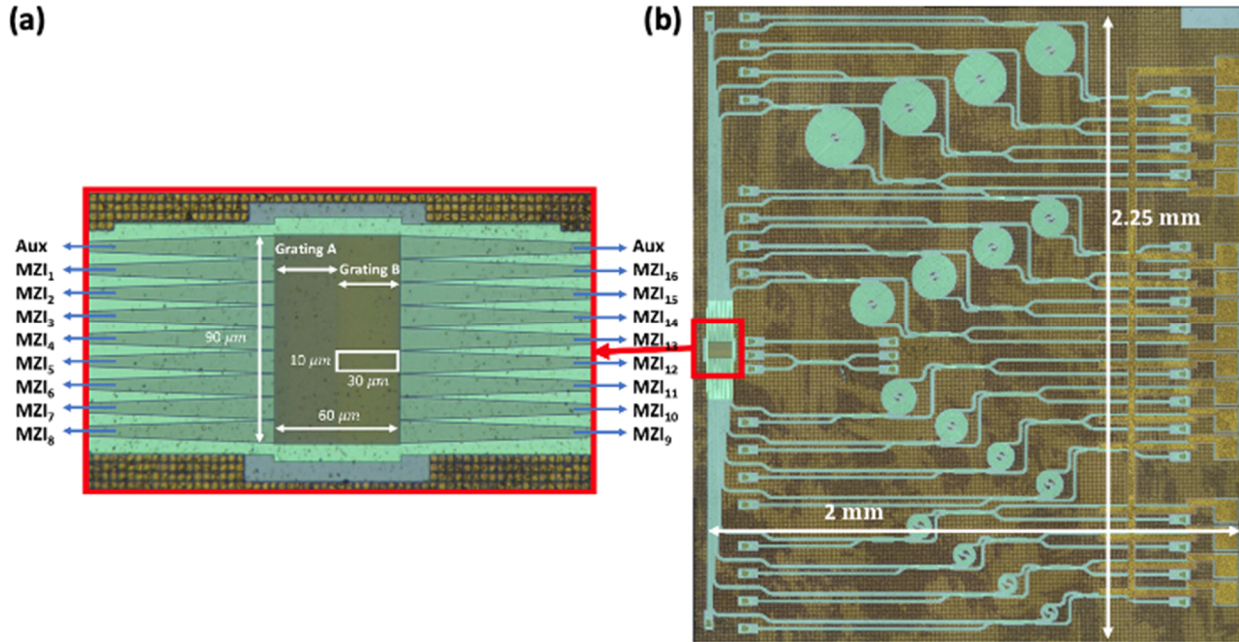 (a)
(b)
Grating A
Grating B
Aux
MZI1
MZI2
MZI3
MZI4
MZI5
MZI6
MZI7
MZI8
90 μm
10 μm
30 μm
60 μm
Aux
MZI16
MZI15
MZI14
MZI13
MZI12
MZI11
MZI10
MZI9
2.25 mm
2 mm